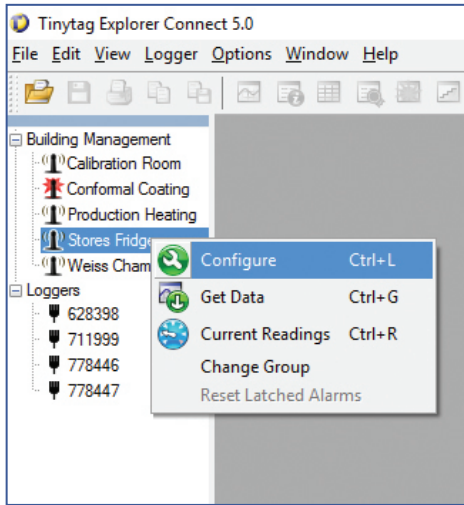 Tinytag Explorer Connect 5.0
File Edit View Logger Options Window Help
Building Management
Calibration Room
Conformal Coating
Production Heating
Stores Fridge
Weiss Cham
Configure Ctrl+L
Get Data Ctrl+G
Current Readings Ctrl+R
Change Group
Reset Latched Alarms
Loggers
628398
711999
778446
778447